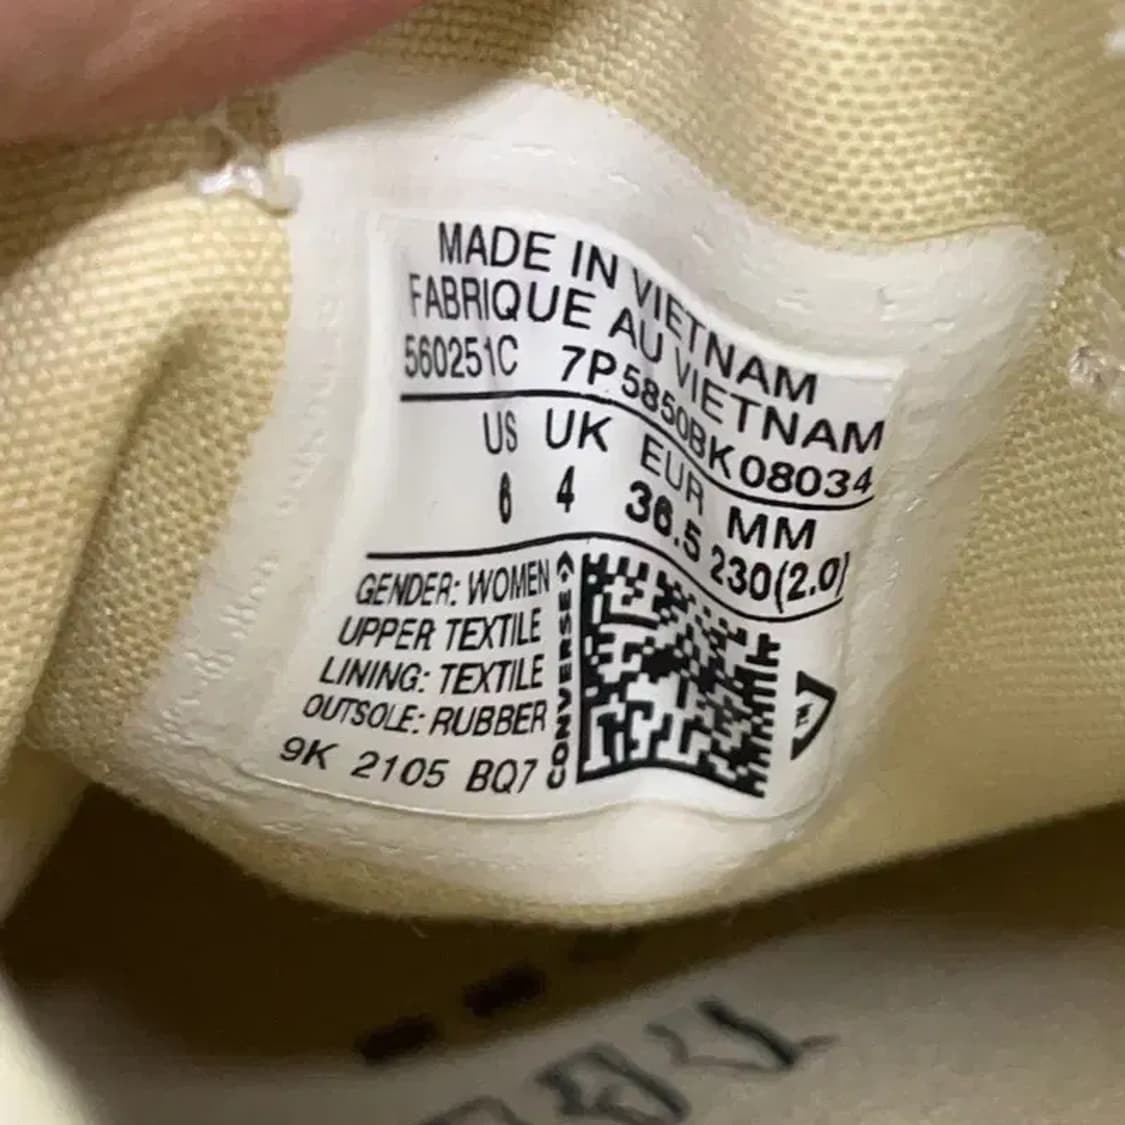 MADE IN VIETNAM
FABRIQUE AU VIETNAM
560251C 7P5850BK08034
US UK EUR MM
6 4 36.5 230(2.0)
GENDER: WOMEN
UPPER TEXTILE
LINING: TEXTILE
OUTSOLE: RUBBER
9K 2105 BQ7
CONVERSE
TM